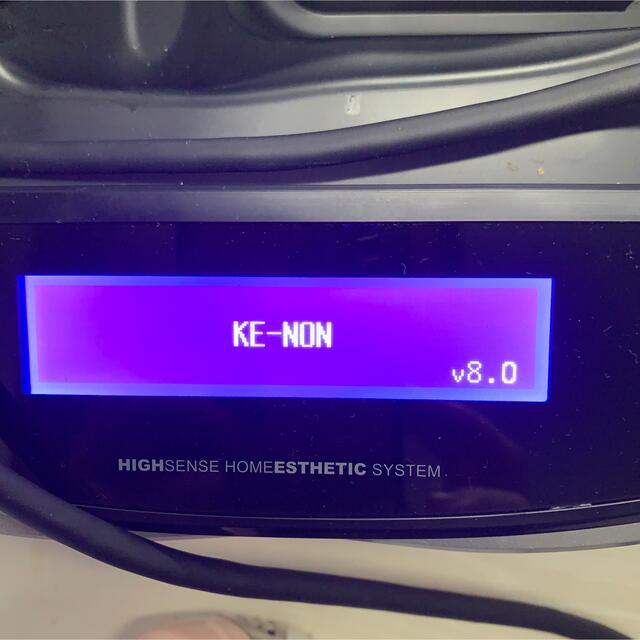 KE-NON
v8.0
HIGHSENSE HOMEESTHETIC SYSTEM